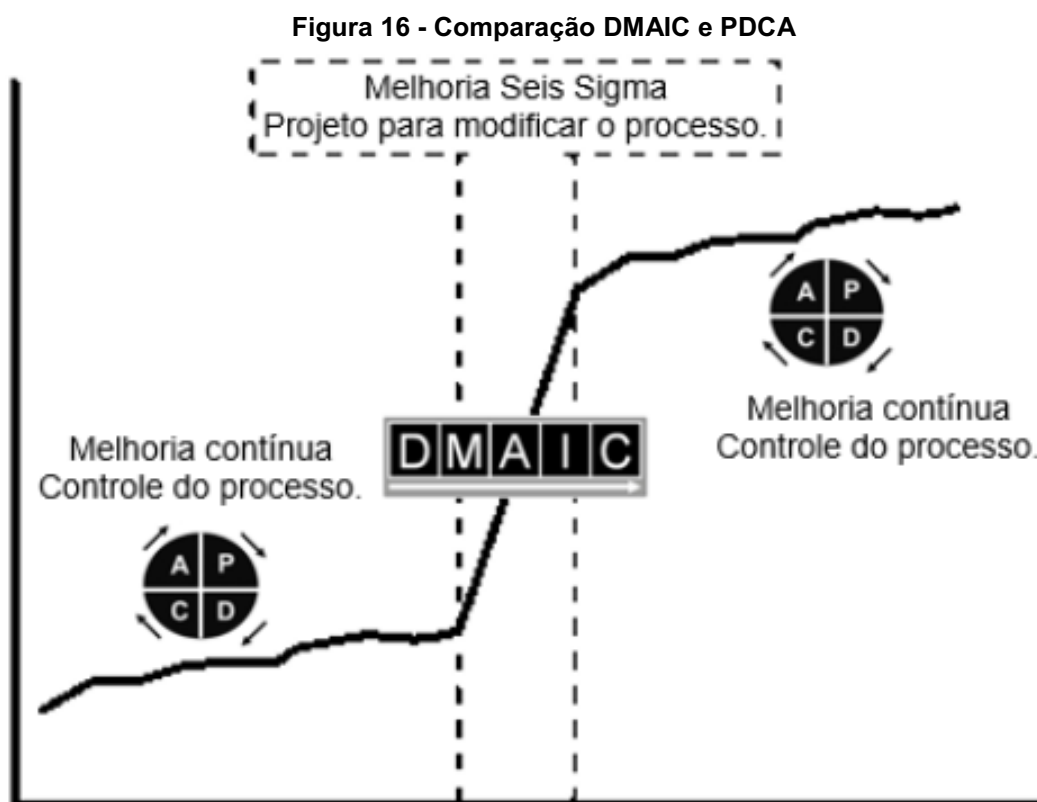 Figura 16 - Comparação DMAIC e PDCA
Melhoria Seis Sigma
Projeto para modificar o processo.
A P
C D
Melhoria contínua
Controle do processo.
DMAIC
Melhoria contínua
Controle do processo.
A P
C D